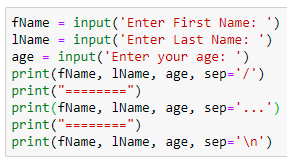 fName = input('Enter First Name: ')
lName = input('Enter Last Name: ')
age = input('Enter your age: ')
print(fName, lName, age, sep='/')
print("========")
print(fName, lName, age, sep='...')
print("========")
print(fName, lName, age, sep='\n')